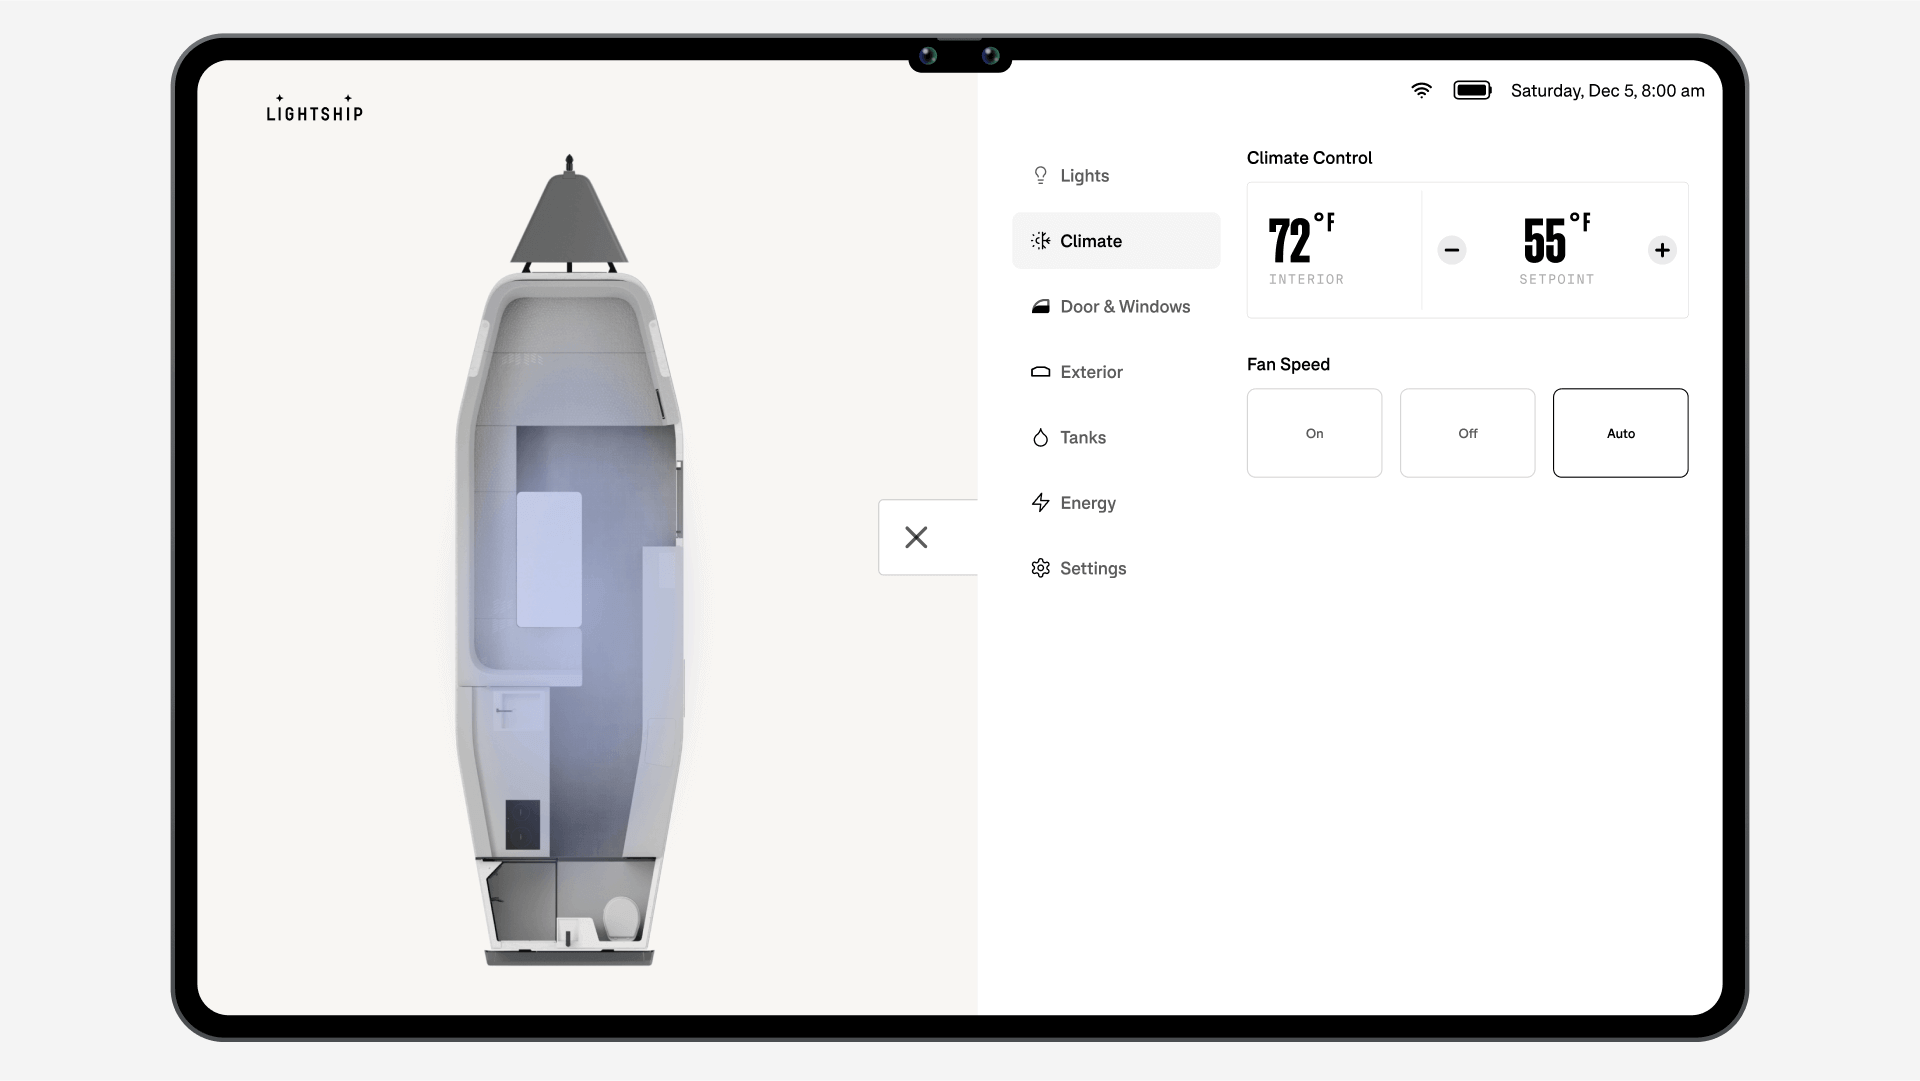 LIGHTSHIP
Saturday, Dec 5, 8:00 am
Lights
Climate
Door & Windows
Exterior
Tanks
Energy
Settings
Climate Control
72°F
INTERIOR
−
55°F
SETPOINT
+
Fan Speed
On
Off
Auto